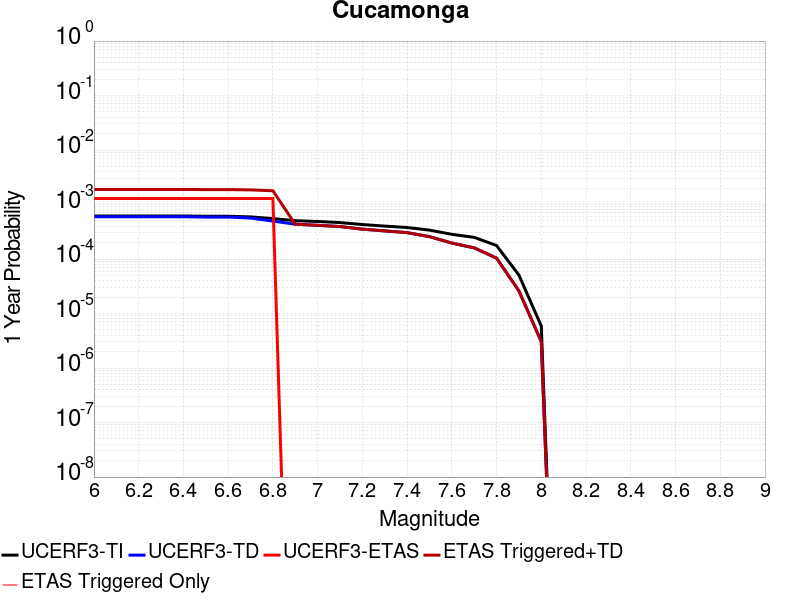 Cucamonga
10^0
10^-1
10^-2
10^-3
10^-4
10^-5
10^-6
10^-7
10^-8
1 Year Probability
6 6.2 6.4 6.6 6.8 7 7.2 7.4 7.6 7.8 8 8.2 8.4 8.6 8.8 9
Magnitude
UCERF3-TI UCERF3-TD UCERF3-ETAS ETAS Triggered+TD
ETAS Triggered Only